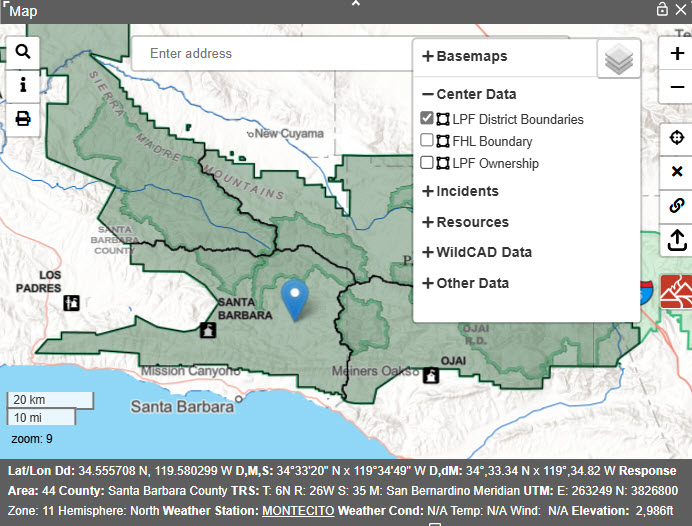 Map
Enter address
Basemaps
Center Data
LPF District Boundaries
FHL Boundary
LPF Ownership
Incidents
Resources
WildCAD Data
Other Data
SIERRA MADRE MOUNTAINS
New Cuyama
SANTA
BARBARA
COUNTY
LOS
PADRES
SANTA
BARBARA
OJAI
R.D.
OJAI
Mission Canyon
Meiners Oaks
Santa Barbara
20 km
10 mi
zoom: 9
Lat/Lon Dd: 34.555708 N, 119.580299 W D,M,S: 34°33'20" N x 119°34'49" W D,dM: 34°,33.34 N x 119°,34.82 W Response
Area: 44 County: Santa Barbara County TRS: T: 6N R: 26W S: 35 M: San Bernardino Meridian UTM: E: 263249 N: 3826800
Zone: 11 Hemisphere: North Weather Station: MONTECITO Weather Cond: N/A Temp: N/A Wind: N/A Elevation: 2,986ft